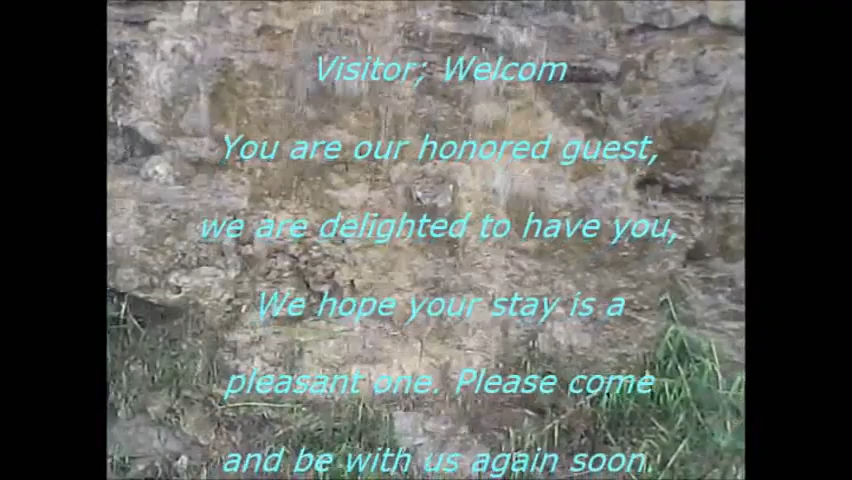 Visitor; Welcom
You are our honored guest,
we are delighted to have you,
We hope your stay is a
pleasant one. Please come
and be with us again soon.